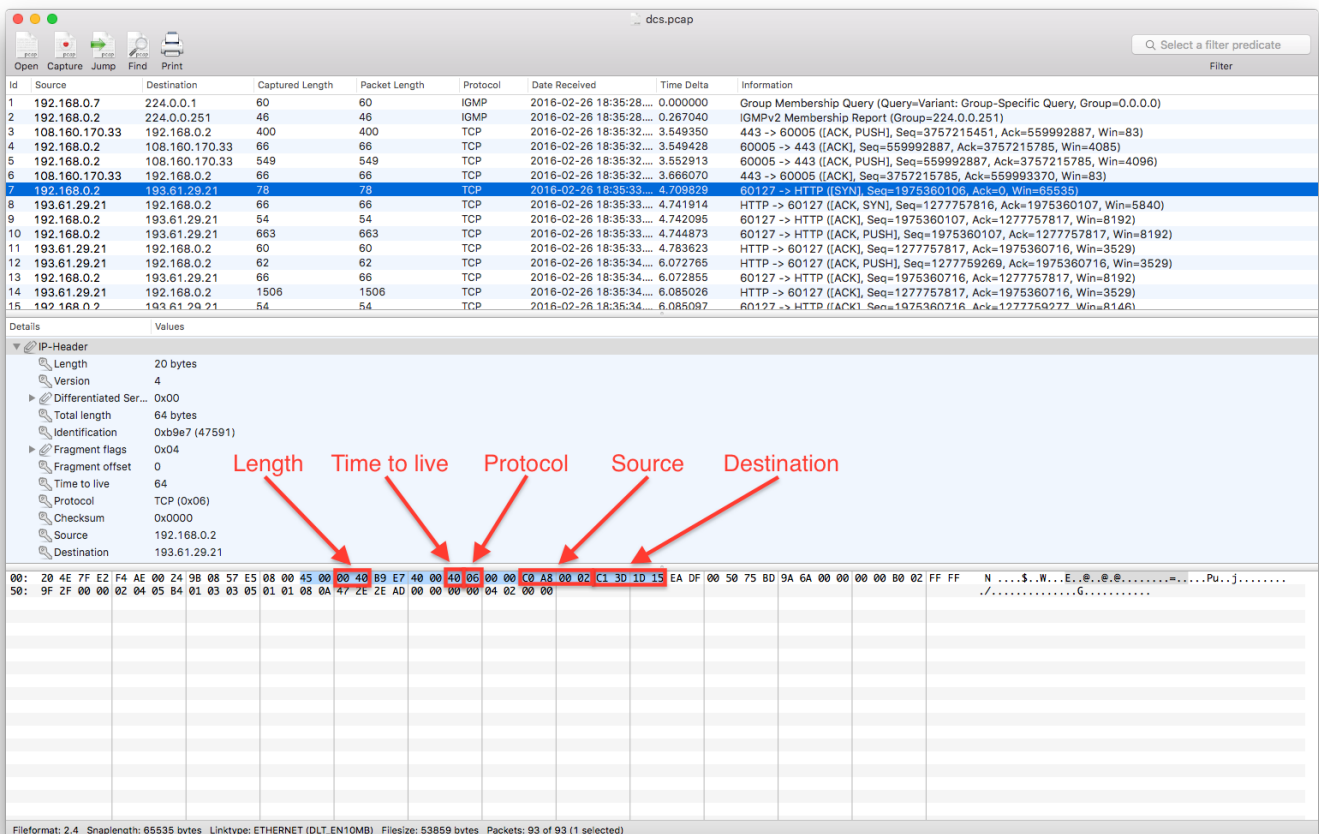 dcs.pcap
Open Capture Jump Find Print
Select a filter predicate
Filter
Id Source Destination Captured Length Packet Length Protocol Date Received Time Delta Information
1 192.168.0.7 224.0.0.1 60 60 IGMP 2016-02-26 18:35:28.... 0.000000 Group Membership Query (Query=Variant: Group-Specific Query, Group=0.0.0.0)
2 192.168.0.2 224.0.0.251 46 46 IGMP 2016-02-26 18:35:28.... 0.267040 IGMPv2 Membership Report (Group=224.0.0.251)
3 108.160.170.33 192.168.0.2 400 400 TCP 2016-02-26 18:35:32.... 3.549350 443 -> 60005 ([ACK, PUSH], Seq=3757215451, Ack=559992887, Win=83)
4 192.168.0.2 108.160.170.33 66 66 TCP 2016-02-26 18:35:32.... 3.549428 60005 -> 443 ([ACK], Seq=559992887, Ack=3757215785, Win=4085)
5 192.168.0.2 108.160.170.33 549 549 TCP 2016-02-26 18:35:32.... 3.552913 60005 -> 443 ([ACK, PUSH], Seq=559992887, Ack=3757215785, Win=4096)
6 108.160.170.33 192.168.0.2 66 66 TCP 2016-02-26 18:35:32.... 3.666070 443 -> 60005 ([ACK], Seq=3757215785, Ack=559993370, Win=83)
7 192.168.0.2 193.61.29.21 78 78 TCP 2016-02-26 18:35:33.... 4.709829 60127 -> HTTP ([SYN], Seq=1975360106, Ack=0, Win=65535)
8 193.61.29.21 192.168.0.2 66 66 TCP 2016-02-26 18:35:33.... 4.741914 HTTP -> 60127 ([ACK, SYN], Seq=1277757816, Ack=1975360107, Win=5840)
9 192.168.0.2 193.61.29.21 54 54 TCP 2016-02-26 18:35:33.... 4.742095 60127 -> HTTP ([ACK], Seq=1975360107, Ack=1277757817, Win=8192)
10 192.168.0.2 193.61.29.21 663 663 TCP 2016-02-26 18:35:33.... 4.744873 60127 -> HTTP ([ACK, PUSH], Seq=1975360107, Ack=1277757817, Win=8192)
11 193.61.29.21 192.168.0.2 60 60 TCP 2016-02-26 18:35:33.... 4.783623 HTTP -> 60127 ([ACK], Seq=1277757817, Ack=1975360716, Win=3529)
12 193.61.29.21 192.168.0.2 62 62 TCP 2016-02-26 18:35:34.... 6.072765 HTTP -> 60127 ([ACK, PUSH], Seq=1277759269, Ack=1975360716, Win=3529)
13 192.168.0.2 193.61.29.21 66 66 TCP 2016-02-26 18:35:34.... 6.072855 60127 -> HTTP ([ACK], Seq=1975360716, Ack=1277757817, Win=8192)
14 193.61.29.21 192.168.0.2 1506 1506 TCP 2016-02-26 18:35:34.... 6.085026 HTTP -> 60127 ([ACK], Seq=1277757817, Ack=1975360716, Win=3529)
15 192.168.0.2 193.61.29.21 54 54 TCP 2016-02-26 18:35:34.... 6.085097 60127 -> HTTP ([ACK], Seq=1975360716, Ack=1277759277, Win=8146)
Details Values
IP-Header
Length 20 bytes
Version 4
Differentiated Ser... 0x00
Total length 64 bytes
Identification 0xb9e7 (47591)
Fragment flags 0x04
Fragment offset 0
Time to live 64
Protocol TCP (0x06)
Checksum 0x0000
Source 192.168.0.2
Destination 193.61.29.21
Length Time to live Protocol Source Destination
00: 20 4E 7F E2 F4 AE 00 24 9B 08 57 E5 08 00 45 00 00 40 B9 E7 40 00 40 06 00 00 C0 A8 00 02 C1 3D 1D 15 EA DF 00 50 75 BD 9A 6A 00 00 00 00 B0 02 FF FF N ....$..W...E..@..@.@........=.....Pu..j........
50: 9F 2F 00 00 02 04 05 B4 01 03 03 05 01 01 08 0A 47 2E 2E AD 00 00 00 00 04 02 00 00 ./..............G...........
Fileformat: 2.4 Snaplength: 65535 bytes Linktype: ETHERNET (DLT_EN10MB) Filesize: 53859 bytes Packets: 93 of 93 (1 selected)